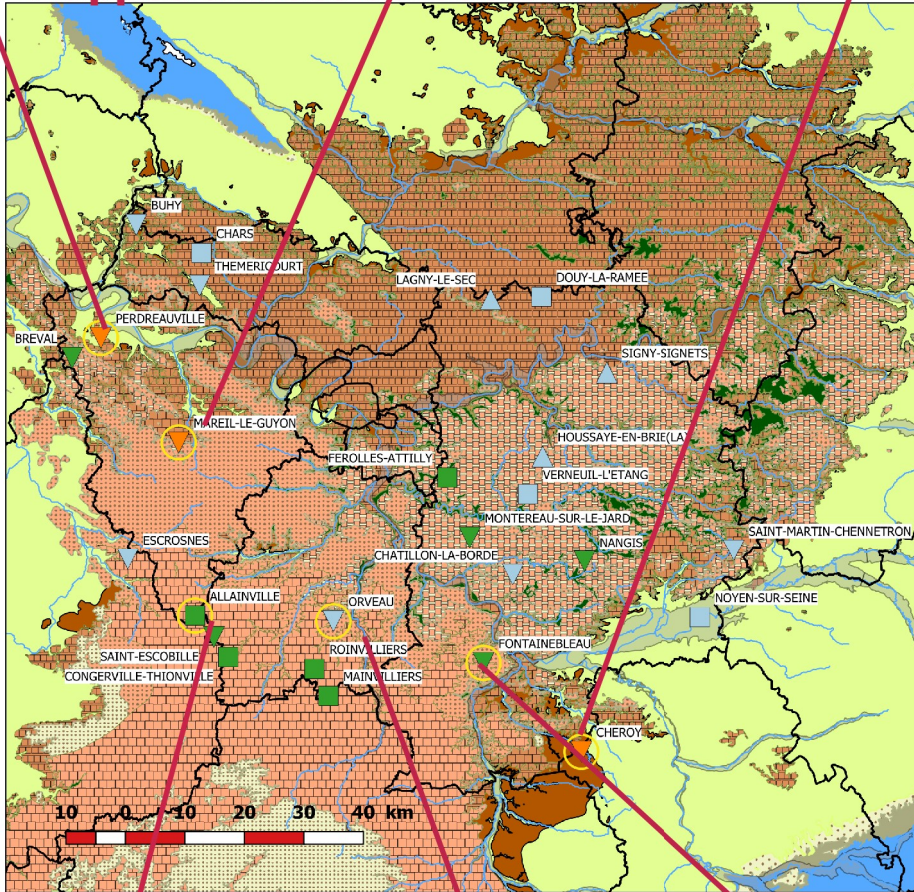 BUHY
CHARS
THEMERICOURT
LAGNY-LE-SEC
DOUY-LA-RAMEE
PERDREAUVILLE
BREVAL
SIGNY-SIGNETS
MAREIL-LE-GUYON
HOUSSAYE-EN-BRIE(LA)
FEROLLES-ATTILLY
VERNEUIL-L'ETANG
MONTEREAU-SUR-LE-JARD
SAINT-MARTIN-CHENNETRON
ESCROSNES
CHATILLON-LA-BORDE
NANGIS
ALLAINVILLE
ORVEAU
NOYEN-SUR-SEINE
SAINT-ESCOBILLE
ROINVILLIERS
FONTAINEBLEAU
CONGERVILLE-THIONVILLE
MAINVILLIERS
CHEROY
10 0 10 20 30 40 km